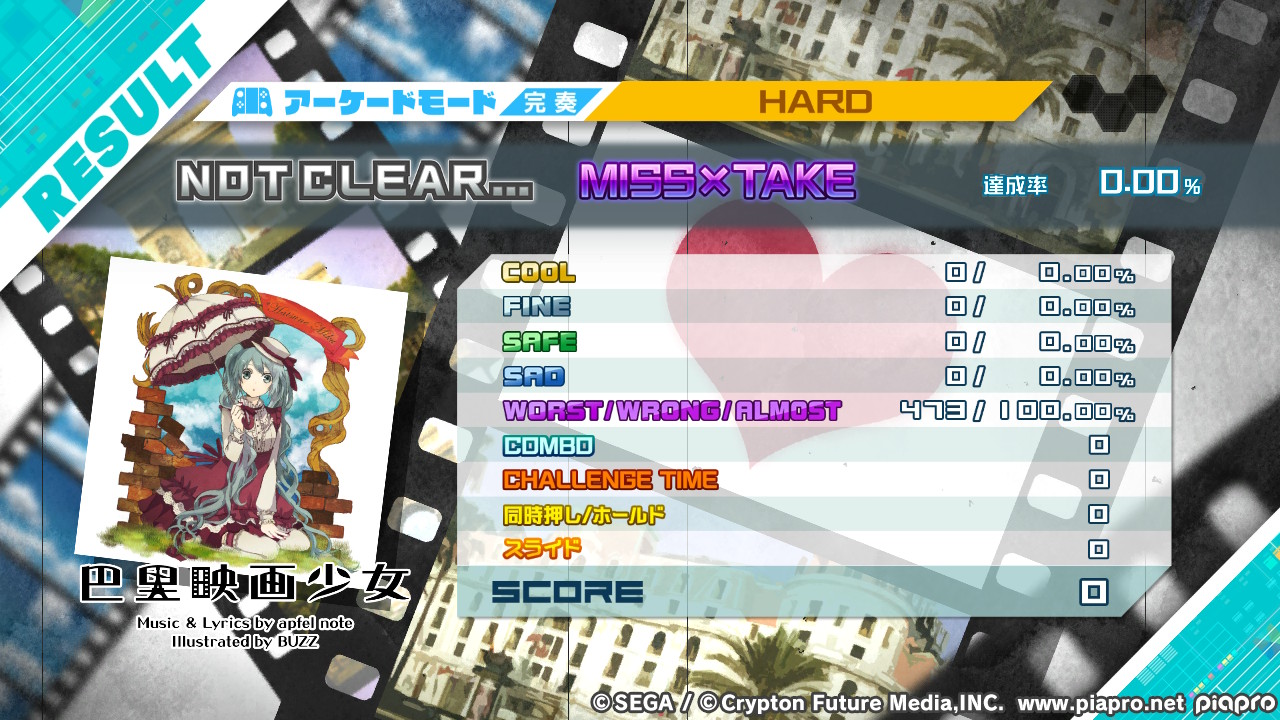 RESULT
アーケードモード 完奏 HARD
NOT CLEAR... MISS×TAKE 達成率 0.00%
Hatsune Miku
COOL 0/ 0.00%
FINE 0/ 0.00%
SAFE 0/ 0.00%
SAD 0/ 0.00%
WORST/WRONG/ALMOST 473/100.00%
COMBO 0
CHALLENGE TIME 0
同時押し/ホールド 0
スライド 0
SCORE 0
巴里映画少女
Music & Lyrics by apfel note
Illustrated by BUZZ
©SEGA / ©Crypton Future Media,INC. www.piapro.net piapro